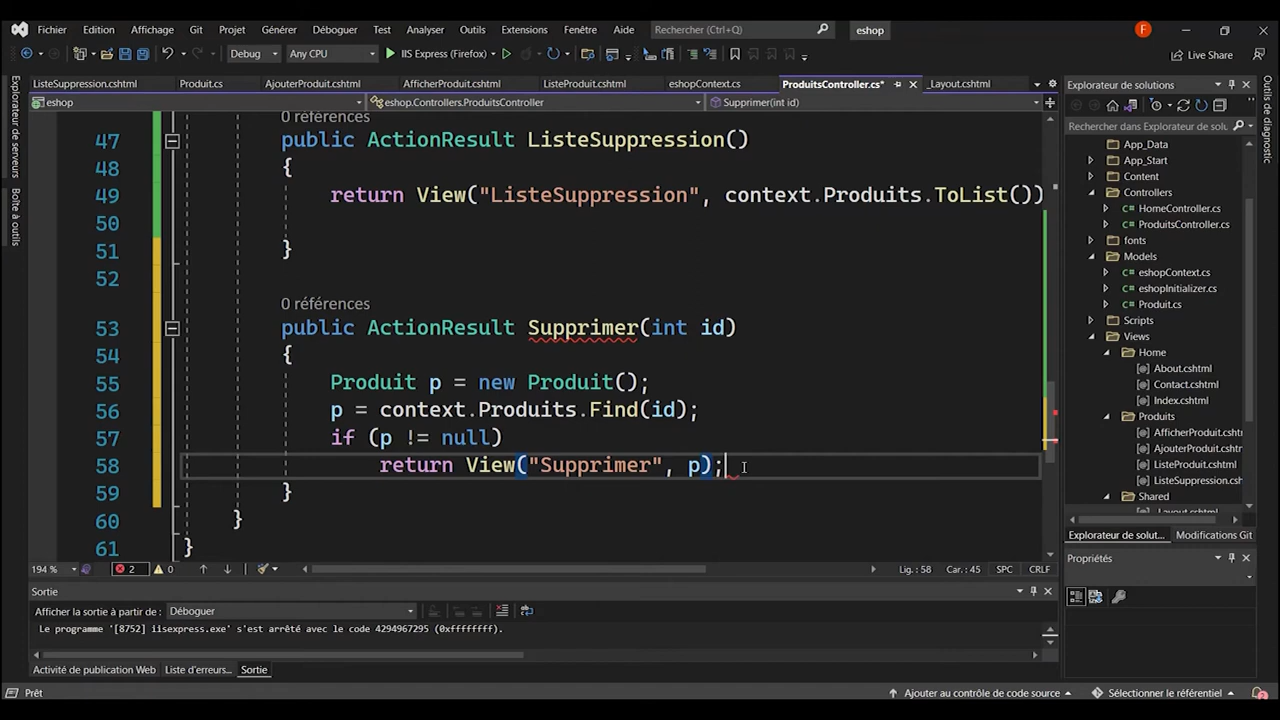 Fichier Edition Affichage Git Projet Générer Déboguer Test Analyser Outils Extensions Fenêtre Aide Rechercher (Ctrl+Q) eshop F
Debug Any CPU IIS Express (Firefox) Live Share
ListeSuppression.cshtml Produit.cs AjouterProduit.cshtml AfficherProduit.cshtml ListeProduit.cshtml eshopContext.cs ProduitsController.cs* _Layout.cshtml
eshop eshop.Controllers.ProduitsController Supprimer(int id)
0 références
47 public ActionResult ListeSuppression()
48 {
49 return View("ListeSuppression", context.Produits.ToList())
50
51 }
52
0 références
53 public ActionResult Supprimer(int id)
54 {
55 Produit p = new Produit();
56 p = context.Produits.Find(id);
57 if (p != null)
58 return View("Supprimer", p);
59 }
60 }
61 }
194 % 2 0 Lig. : 58 Car. : 45 SPC CRLF
Sortie
Afficher la sortie à partir de : Déboguer
Le programme '[8752] iisexpress.exe' s'est arrêté avec le code 4294967295 (0xffffffff).
Activité de publication Web Liste d'erreurs... Sortie
Prêt Ajouter au contrôle de code source Sélectionner le référentiel 2
Explorateur de serveurs
Boîte à outils
Explorateur de solutions
Rechercher dans Explorateur de solu
App_Data
App_Start
Content
Controllers
HomeController.cs
ProduitsController.cs
fonts
Models
eshopContext.cs
eshopInitializer.cs
Produit.cs
Scripts
Views
Home
About.cshtml
Contact.cshtml
Index.cshtml
Produits
AfficherProduit.cshtml
AjouterProduit.cshtm
ListeProduit.cshtml
ListeSuppression.csh
Shared
_Layout.cshtml
Explorateur de solut... Modifications Git
Propriétés
Outils de diagnostic